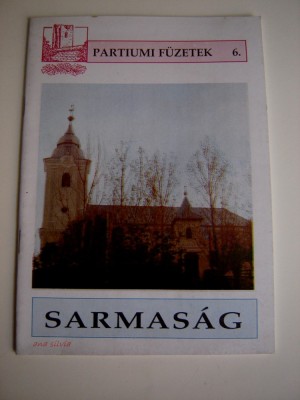 PARTIUMI FÜZETEK 6.
SARMASÁG